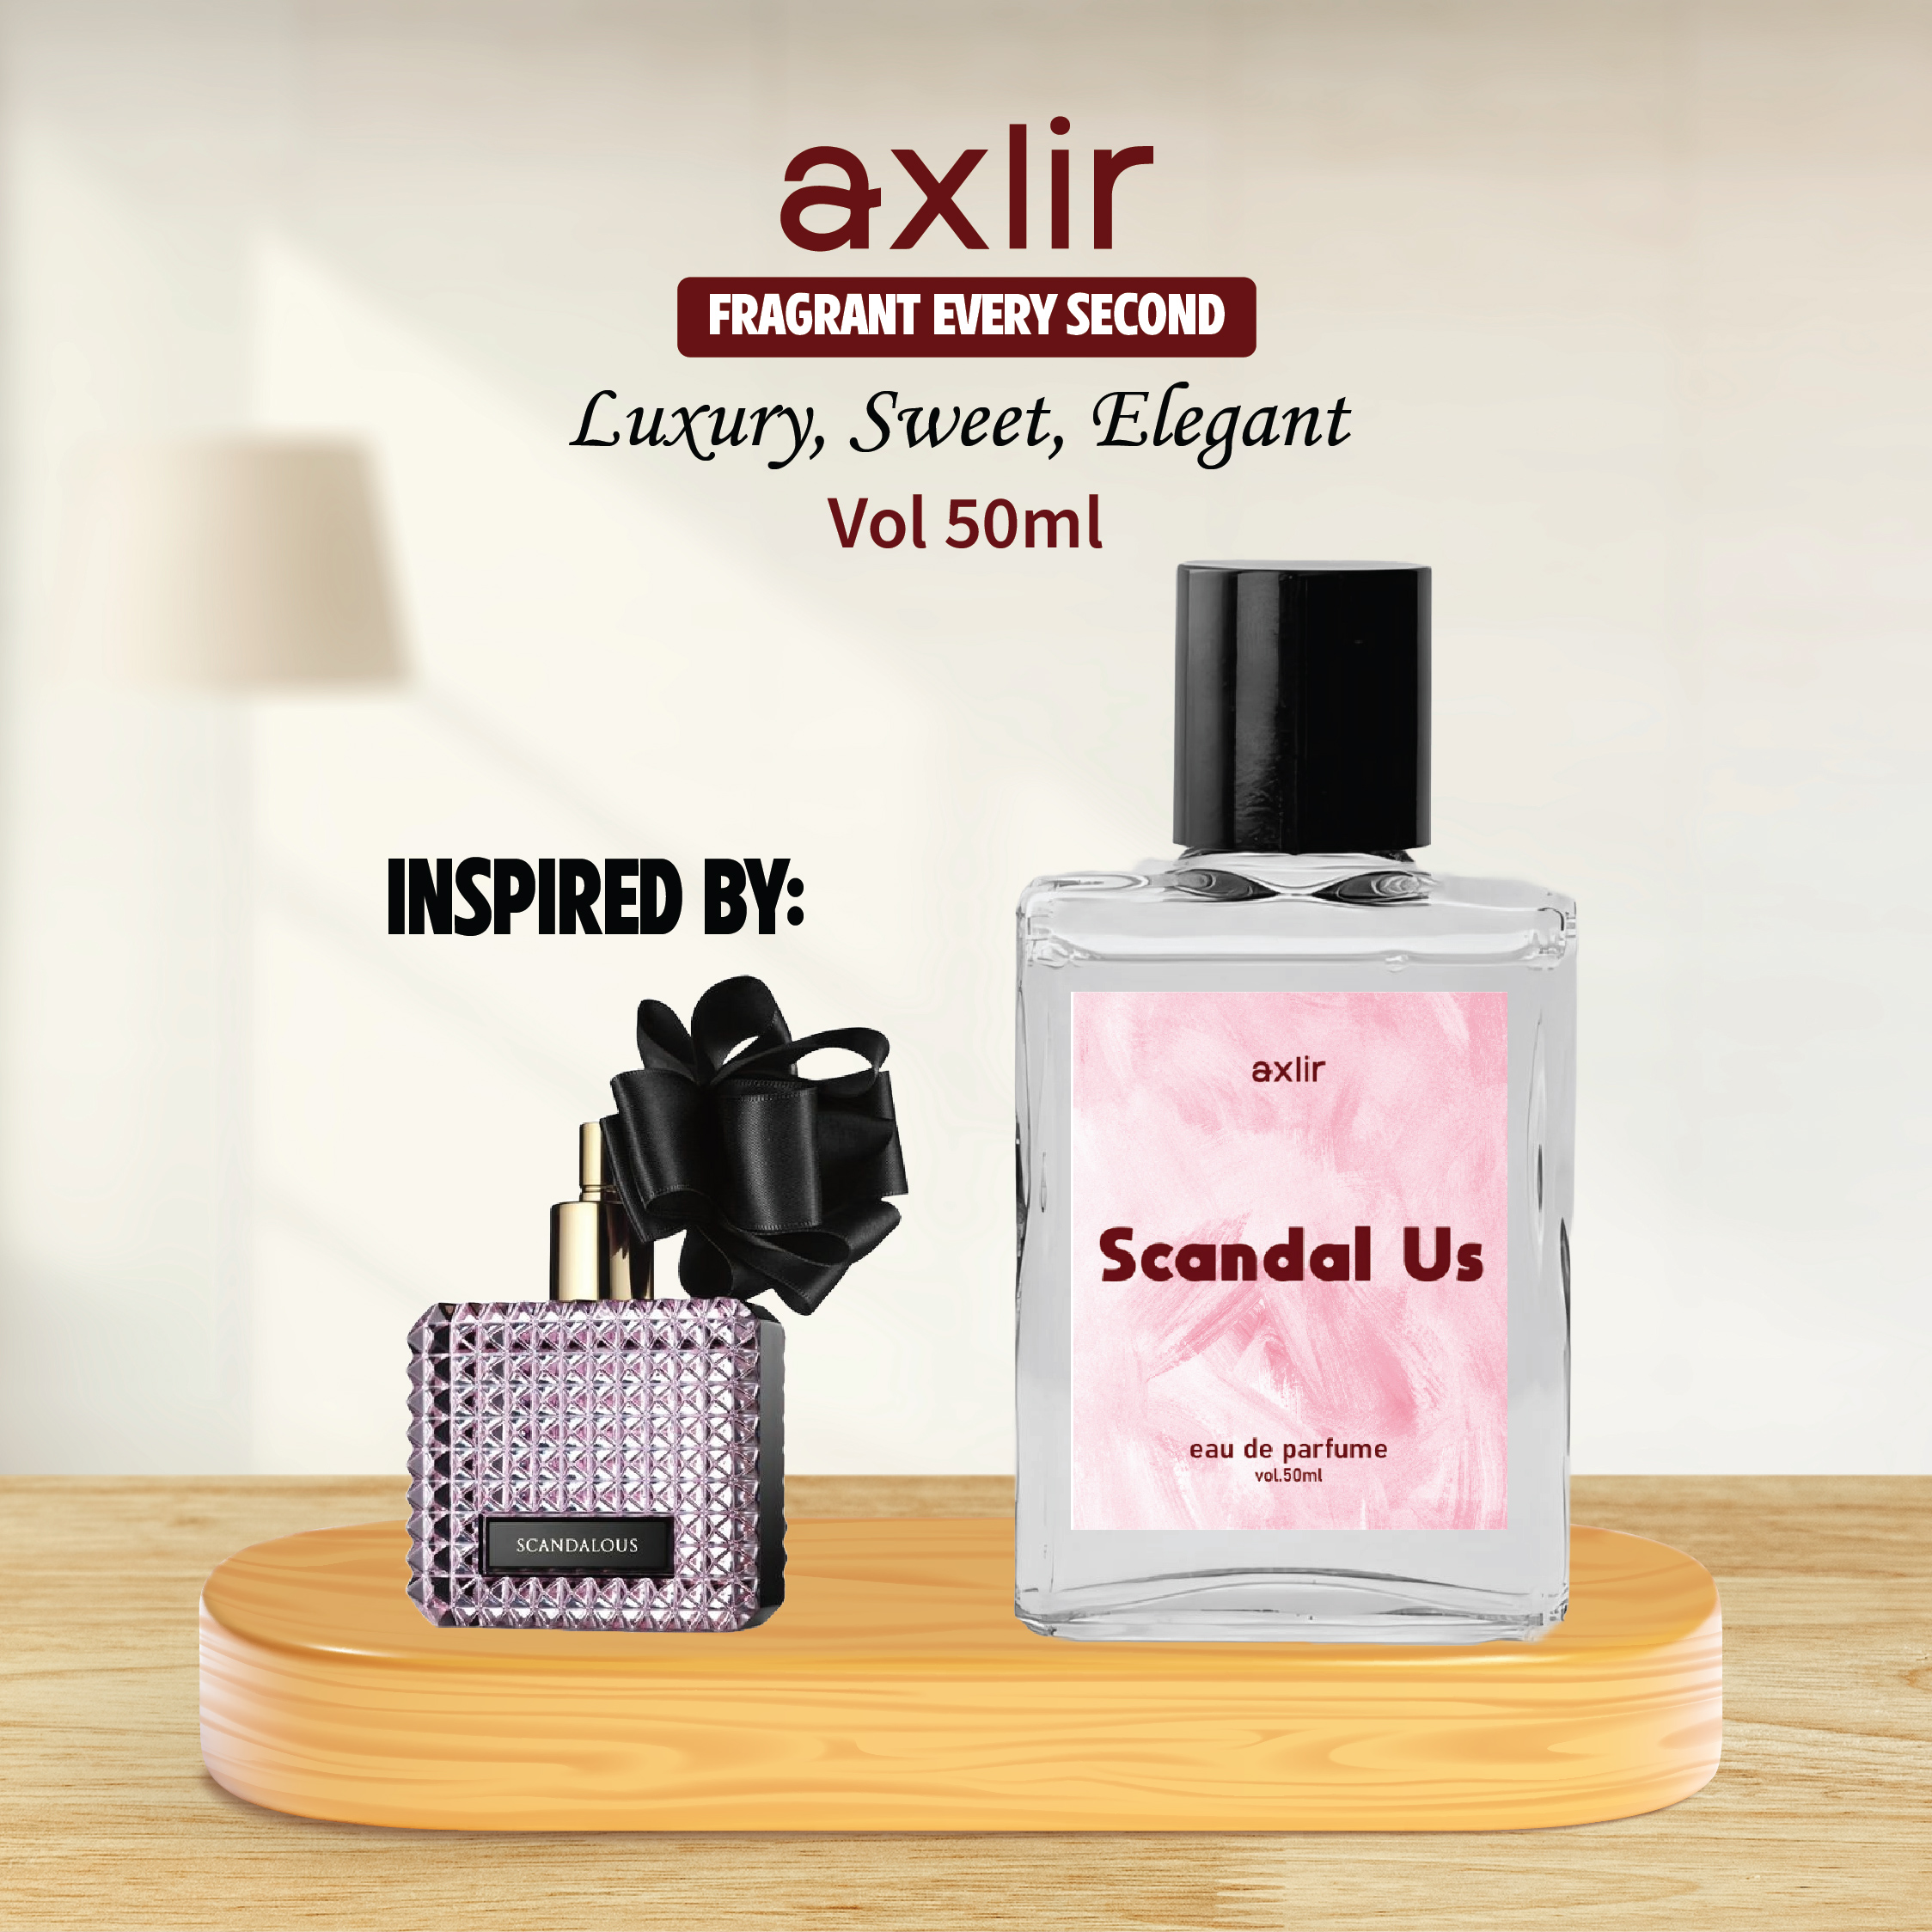 axlir
FRAGRANT EVERY SECOND
Luxury, Sweet, Elegant
Vol 50ml
INSPIRED BY:
SCANDALOUS
axlir
Scandal Us
eau de parfume
vol.50ml